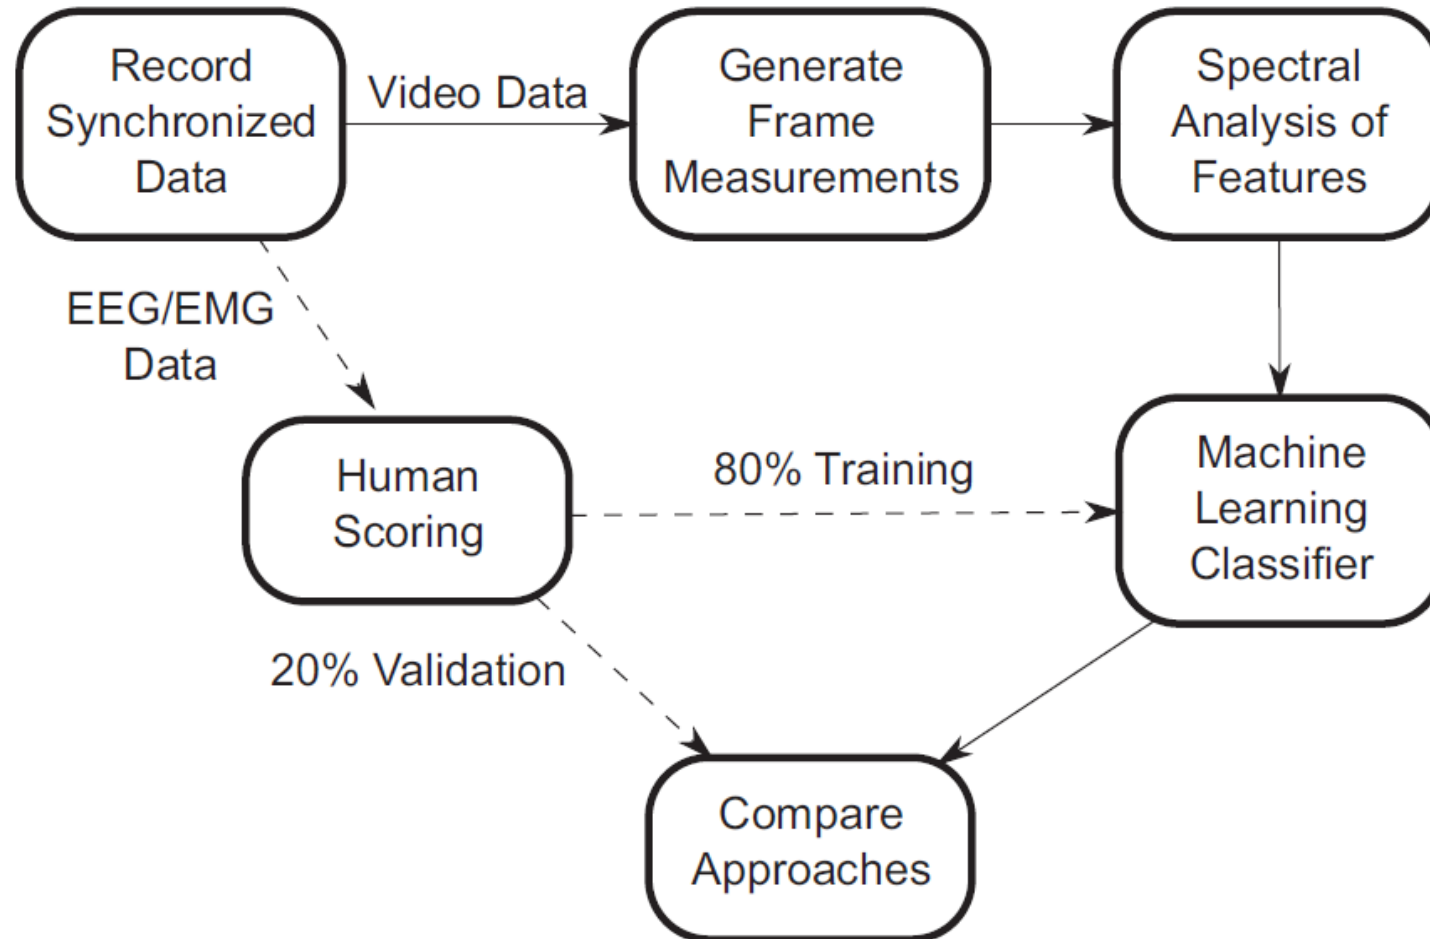 Record
Synchronized
Data
Video Data
Generate
Frame
Measurements
Spectral
Analysis of
Features
EEG/EMG
Data
Human
Scoring
80% Training
Machine
Learning
Classifier
20% Validation
Compare
Approaches